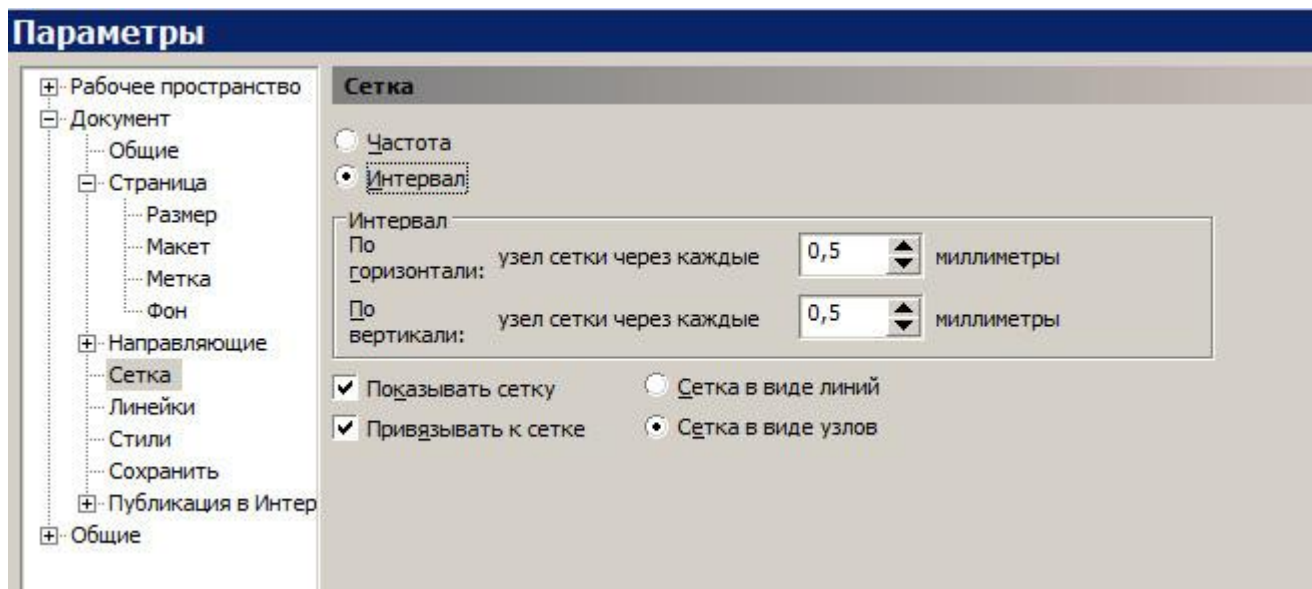 Параметры
Рабочее пространство
Документ
Общие
Страница
Размер
Макет
Метка
Фон
Направляющие
Сетка
Линейки
Стили
Сохранить
Публикация в Интер
Общие
Сетка
Частота
Интервал
Интервал
По
горизонтали: узел сетки через каждые 0,5 миллиметры
По
вертикали: узел сетки через каждые 0,5 миллиметры
Показывать сетку Сетка в виде линий
Привязывать к сетке Сетка в виде узлов